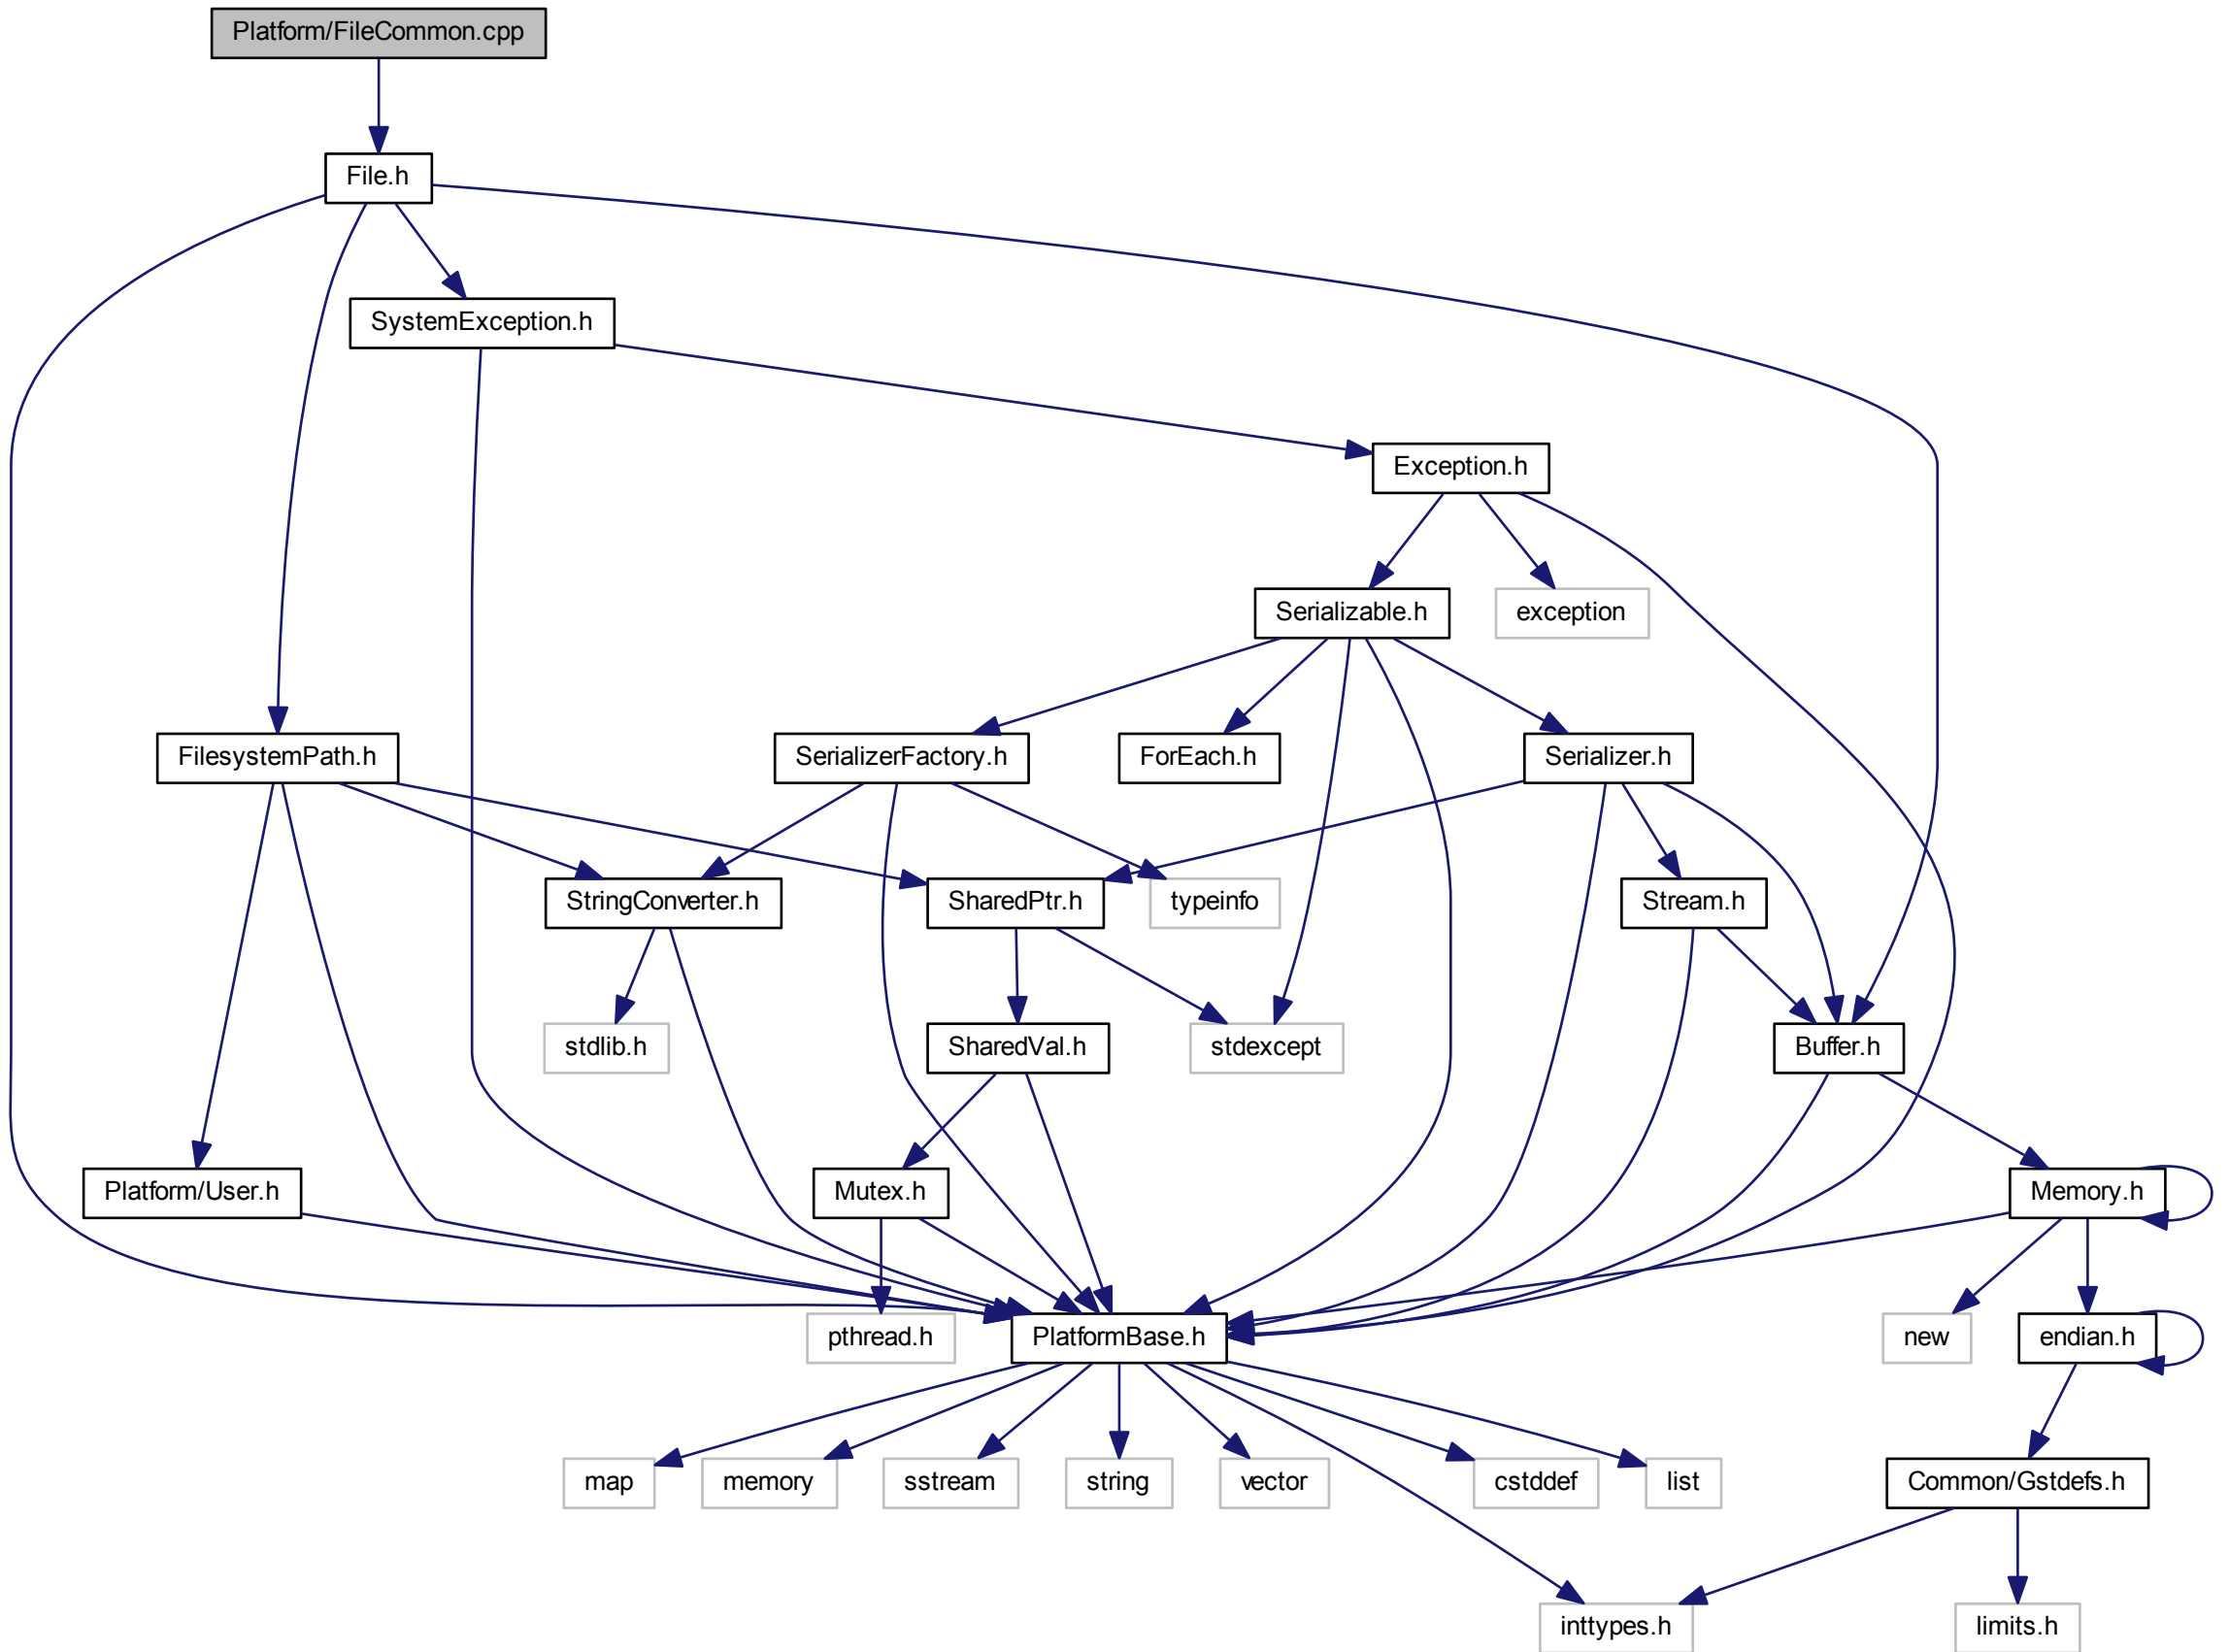 Platform/FileCommon.cpp
File.h
SystemException.h
Exception.h
Serializable.h
exception
FilesystemPath.h
SerializerFactory.h
ForEach.h
Serializer.h
StringConverter.h
SharedPtr.h
typeinfo
Stream.h
stdlib.h
SharedVal.h
stdexcept
Buffer.h
Platform/User.h
Mutex.h
Memory.h
pthread.h
PlatformBase.h
new
endian.h
map
memory
sstream
string
vector
cstddef
list
Common/Gstdefs.h
inttypes.h
limits.h